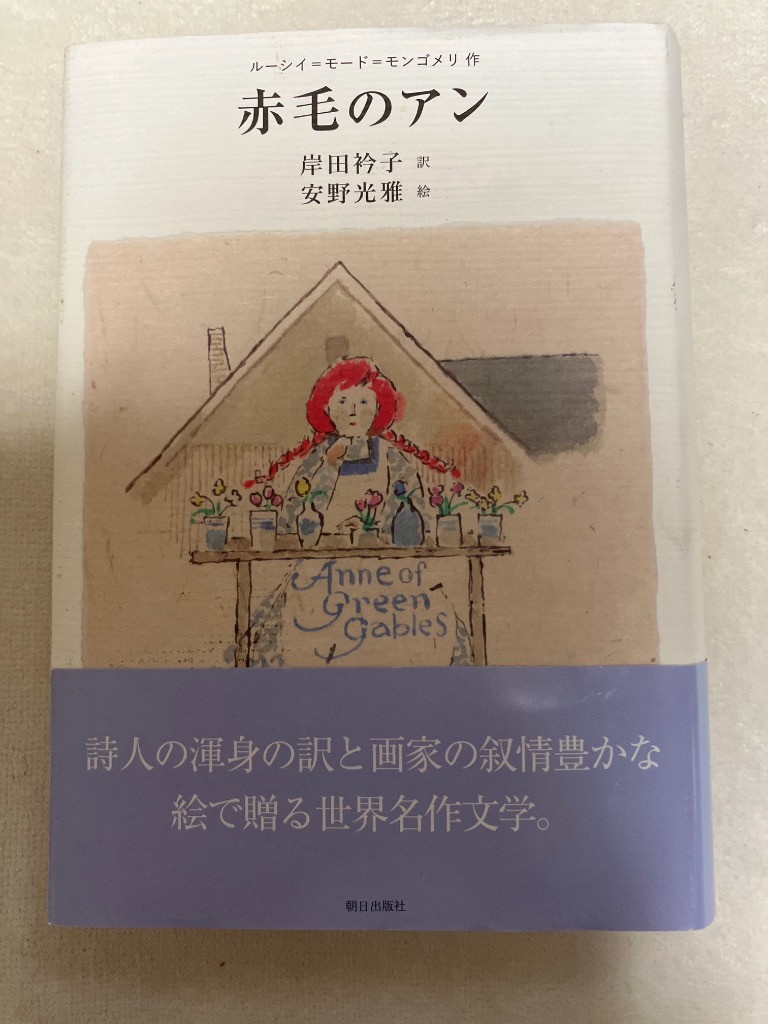 ルーシイ＝モード＝モンゴメリ 作
赤毛のアン
岸田衿子 訳
安野光雅 絵
Anne of
Green
Gables
詩人の渾身の訳と画家の叙情豊かな
絵で贈る世界名作文学。
朝日出版社